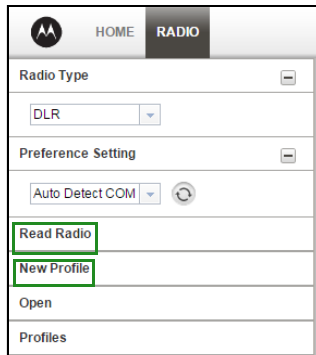 HOME RADIO
Radio Type
DLR
Preference Setting
Auto Detect COM
Read Radio
New Profile
Open
Profiles